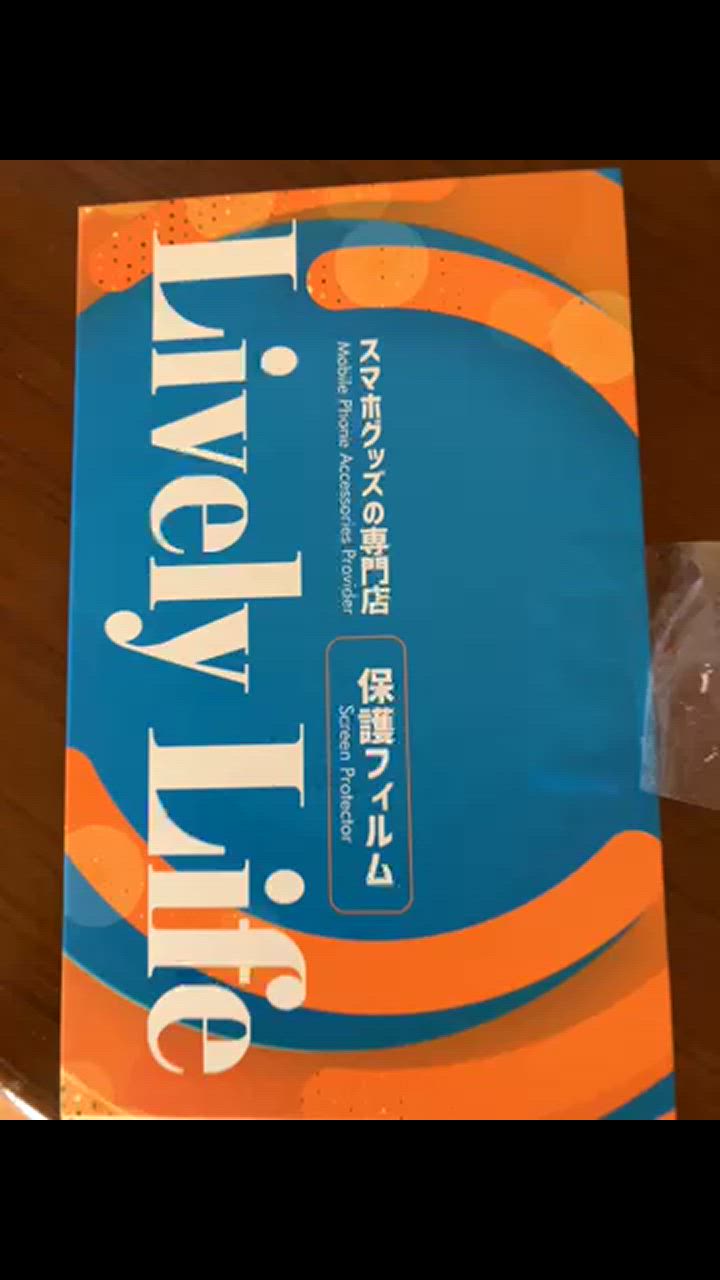 スマホグッズの専門店
Mobile Phone Accessories Provider
保護フィルム
Screen Protector
Lively Life